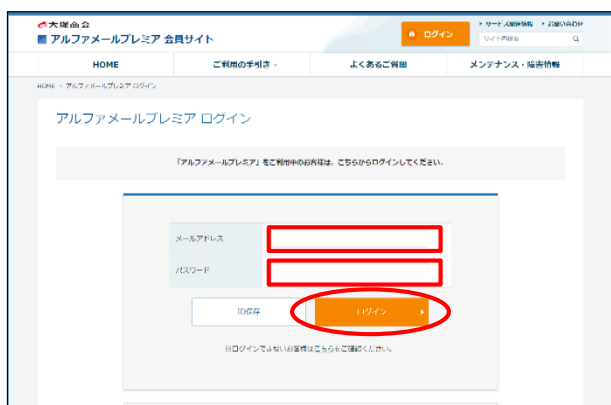 大塚商会
アルファメールプレミア 会員サイト
ログイン
サービス関連情報 お問い合わせ
サイト内検索
HOME ご利用の手引き よくあるご質問 メンテナンス・障害情報
HOME > アルファメールプレミア ログイン
アルファメールプレミア ログイン
「アルファメールプレミア」をご利用中のお客様は、こちらからログインしてください。
メールアドレス
パスワード
ID保存 ログイン
※ログインできないお客様はこちらをご確認ください。